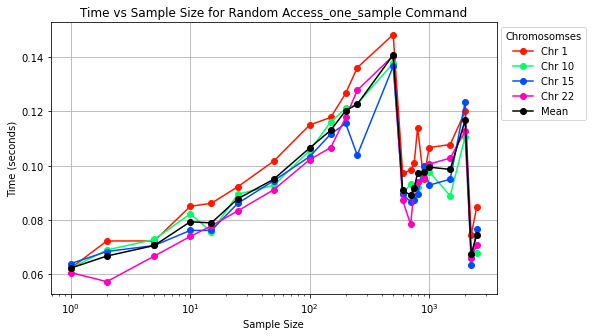 Time vs Sample Size for Random Access_one_sample Command
Chromosomses
Chr 1
Chr 10
Chr 15
Chr 22
Mean
Time (seconds)
0.14
0.12
0.10
0.08
0.06
10⁰
10¹
10²
10³
Sample Size